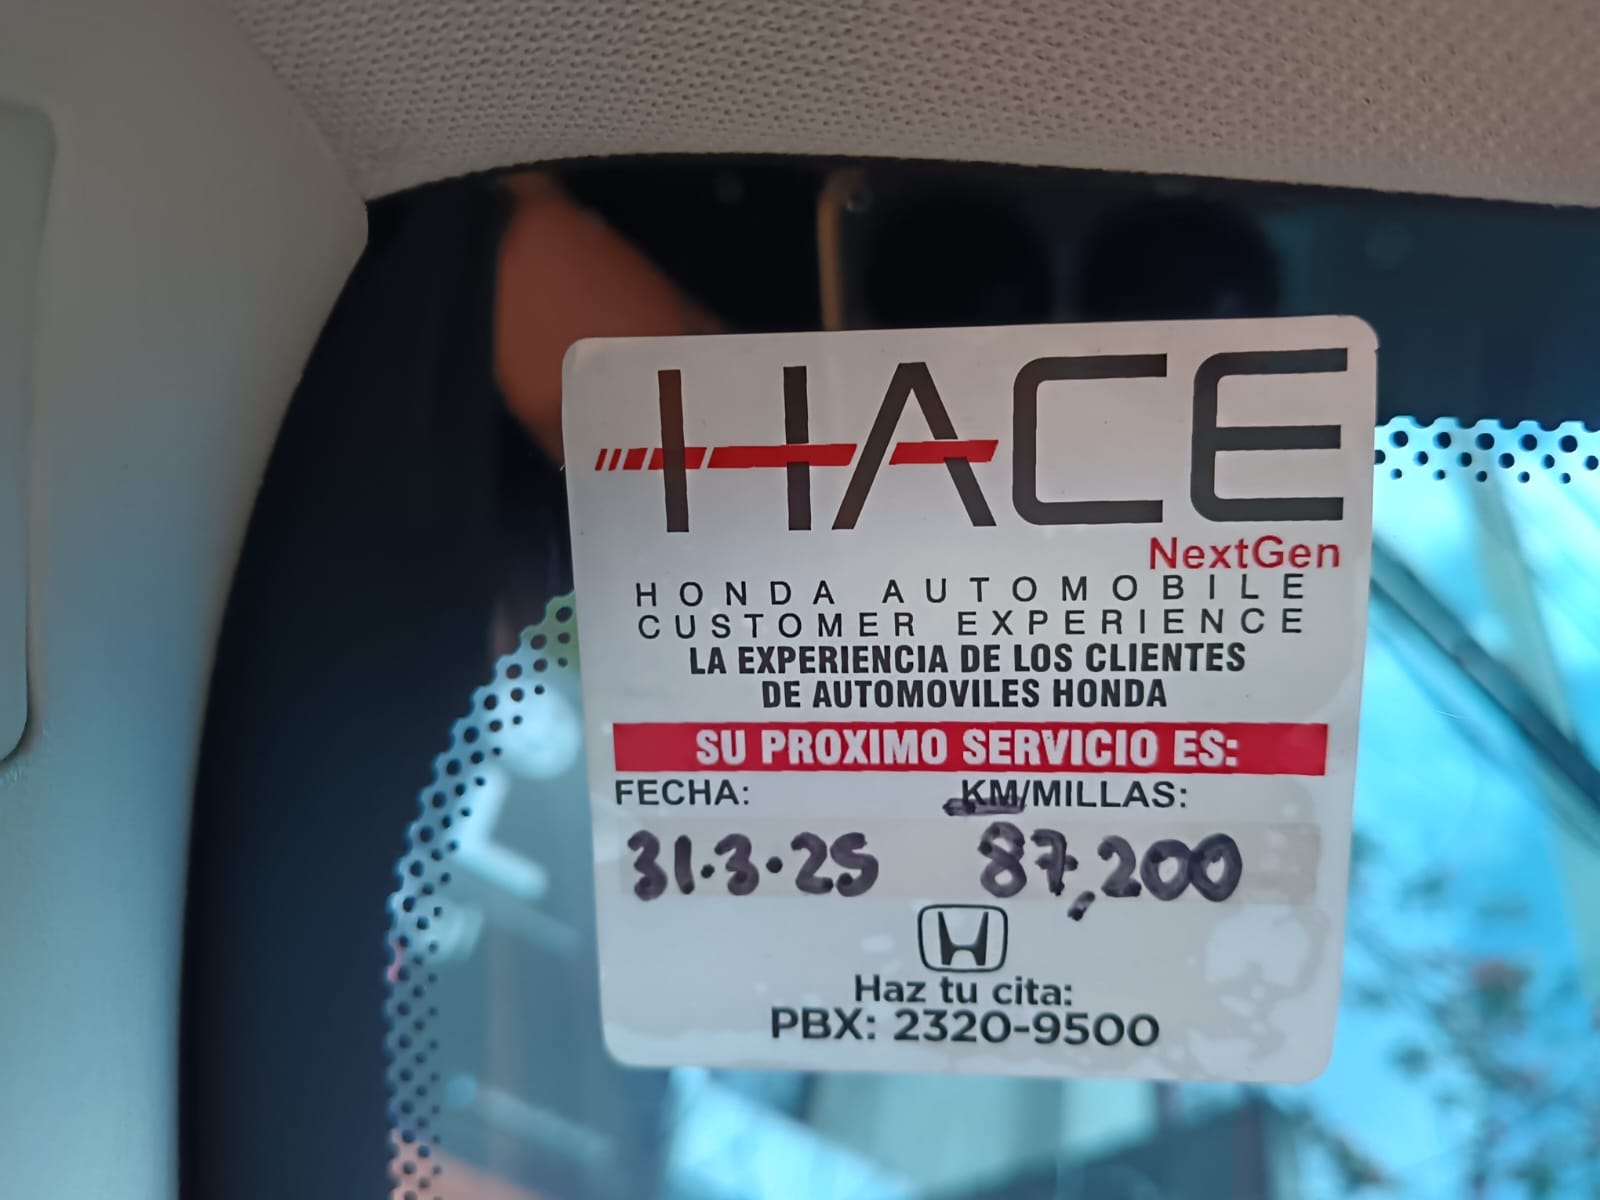 HACE
NextGen
HONDA AUTOMOBILE
CUSTOMER EXPERIENCE
LA EXPERIENCIA DE LOS CLIENTES
DE AUTOMOVILES HONDA
SU PROXIMO SERVICIO ES:
FECHA: KM/MILLAS:
31.3.25 87,200
Haz tu cita:
PBX: 2320-9500